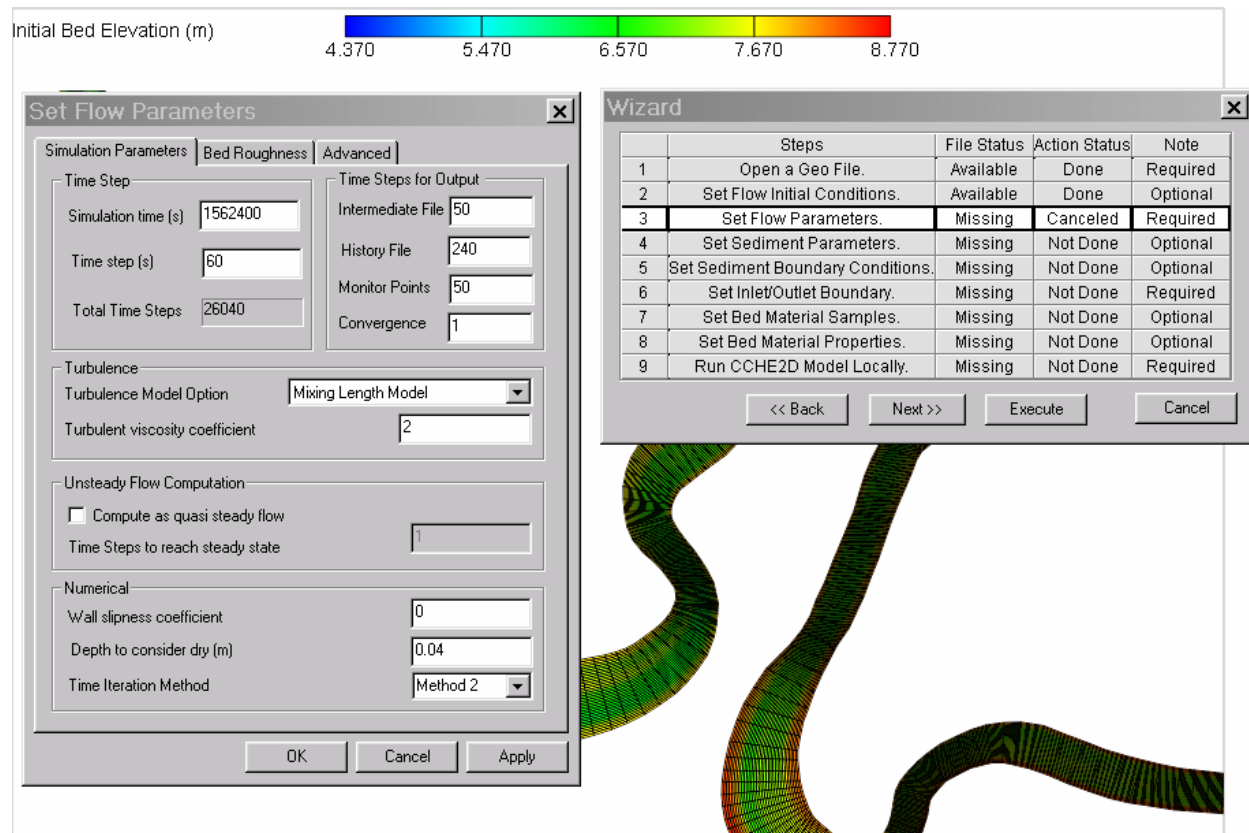 Initial Bed Elevation (m)
4.370 5.470 6.570 7.670 8.770
Set Flow Parameters
Simulation Parameters Bed Roughness Advanced
Time Step
Simulation time (s) 1562400
Time step (s) 60
Total Time Steps 26040
Time Steps for Output
Intermediate File 50
History File 240
Monitor Points 50
Convergence 1
Turbulence
Turbulence Model Option Mixing Length Model
Turbulent viscosity coefficient 2
Unsteady Flow Computation
Compute as quasi steady flow
Time Steps to reach steady state 1
Numerical
Wall slipness coefficient 0
Depth to consider dry (m) 0.04
Time Iteration Method Method 2
OK Cancel Apply
Wizard
Steps File Status Action Status Note
1 Open a Geo File. Available Done Required
2 Set Flow Initial Conditions. Available Done Optional
3 Set Flow Parameters. Missing Canceled Required
4 Set Sediment Parameters. Missing Not Done Optional
5 Set Sediment Boundary Conditions. Missing Not Done Optional
6 Set Inlet/Outlet Boundary. Missing Not Done Required
7 Set Bed Material Samples. Missing Not Done Optional
8 Set Bed Material Properties. Missing Not Done Optional
9 Run CCHE2D Model Locally. Missing Not Done Required
<< Back Next >> Execute Cancel